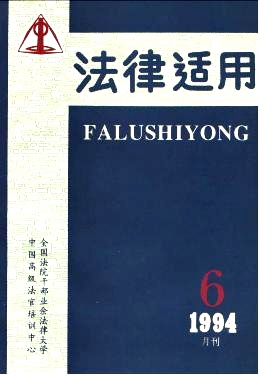 法律适用
FALUSHIYONG
6
1994
月刊
全国法院干部业余法律大学
中国高级法官培训中心